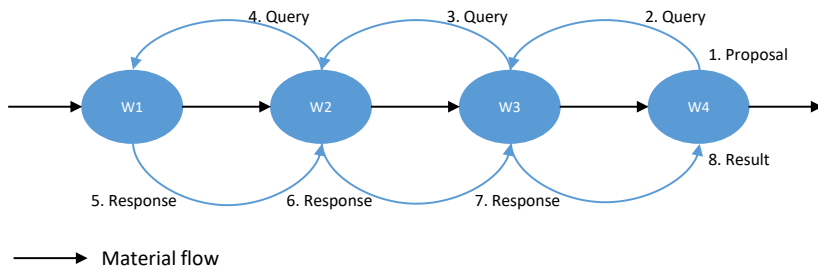 4. Query
3. Query
2. Query
1. Proposal
W1
W2
W3
W4
8. Result
5. Response
6. Response
7. Response
Material flow